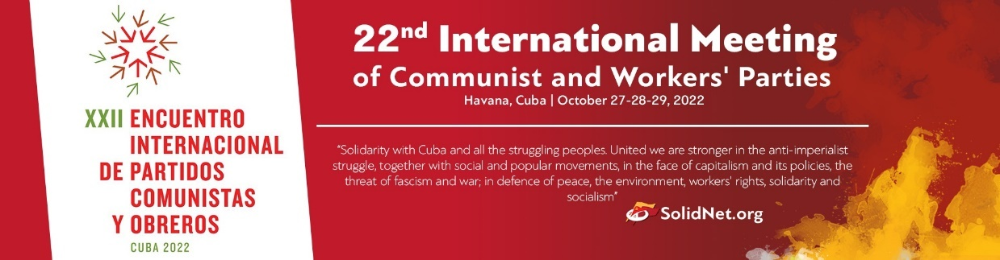 XXII ENCUENTRO
INTERNACIONAL
DE PARTIDOS
COMUNISTAS
Y OBREROS
CUBA 2022
22nd International Meeting
of Communist and Workers' Parties
Havana, Cuba | October 27-28-29, 2022
“Solidarity with Cuba and all the struggling peoples. United we are stronger in the anti-imperialist
struggle, together with social and popular movements, in the face of capitalism and its policies, the
threat of fascism and war; in defence of peace, the environment, workers' rights, solidarity and
socialism”
SolidNet.org